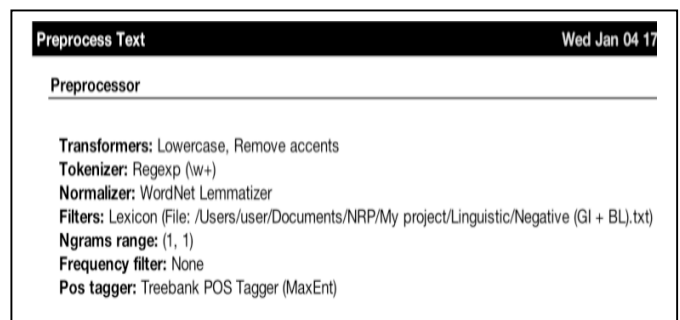 Preprocess Text Wed Jan 04 17
Preprocessor
Transformers: Lowercase, Remove accents
Tokenizer: Regexp (\w+)
Normalizer: WordNet Lemmatizer
Filters: Lexicon (File: /Users/user/Documents/NRP/My project/Linguistic/Negative (GI + BL).txt)
Ngrams range: (1, 1)
Frequency filter: None
Pos tagger: Treebank POS Tagger (MaxEnt)